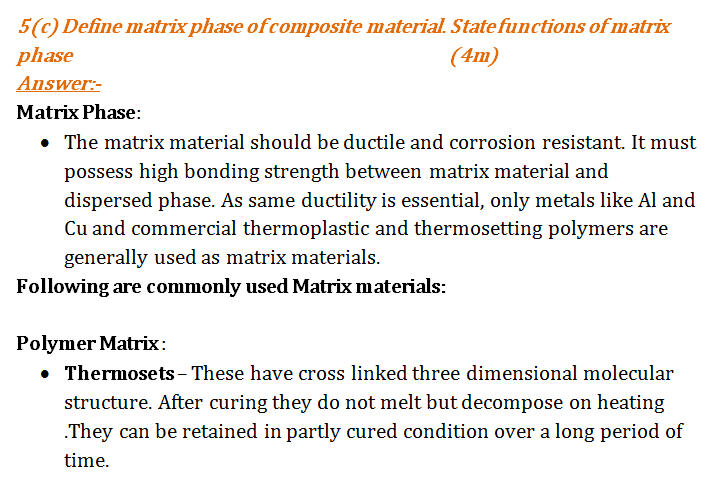 5(c) Define matrix phase of composite material. State functions of matrix
phase (4m)
Answer:-
Matrix Phase:
• The matrix material should be ductile and corrosion resistant. It must
possess high bonding strength between matrix material and
dispersed phase. As same ductility is essential, only metals like Al and
Cu and commercial thermoplastic and thermosetting polymers are
generally used as matrix materials.
Following are commonly used Matrix materials:
Polymer Matrix:
• Thermosets – These have cross linked three dimensional molecular
structure. After curing they do not melt but decompose on heating
.They can be retained in partly cured condition over a long period of
time.